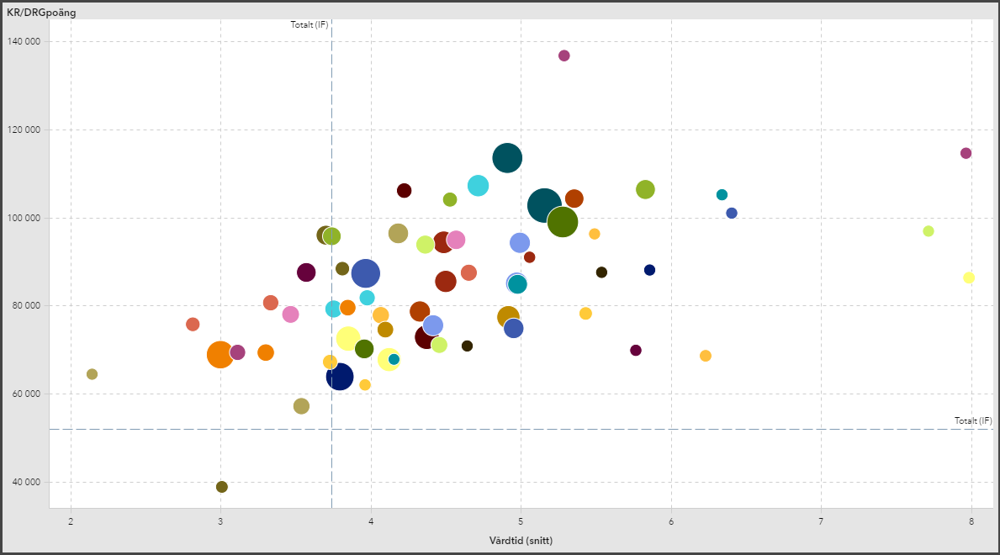 KR/DRGpoäng
Totalt (IF)
140 000
120 000
100 000
80 000
60 000
Totalt (IF)
40 000
2 3 4 5 6 7 8
Vårdtid (snitt)